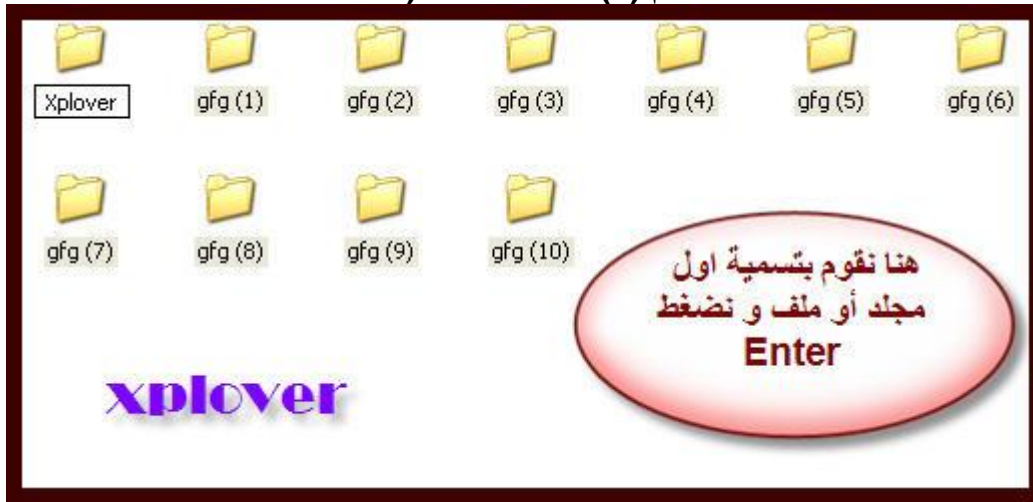 Xplover
gfg (1)
gfg (2)
gfg (3)
gfg (4)
gfg (5)
gfg (6)
gfg (7)
gfg (8)
gfg (9)
gfg (10)
هنا نقوم بتسمية اول
مجلد أو ملف و نضغط
Enter
xplover